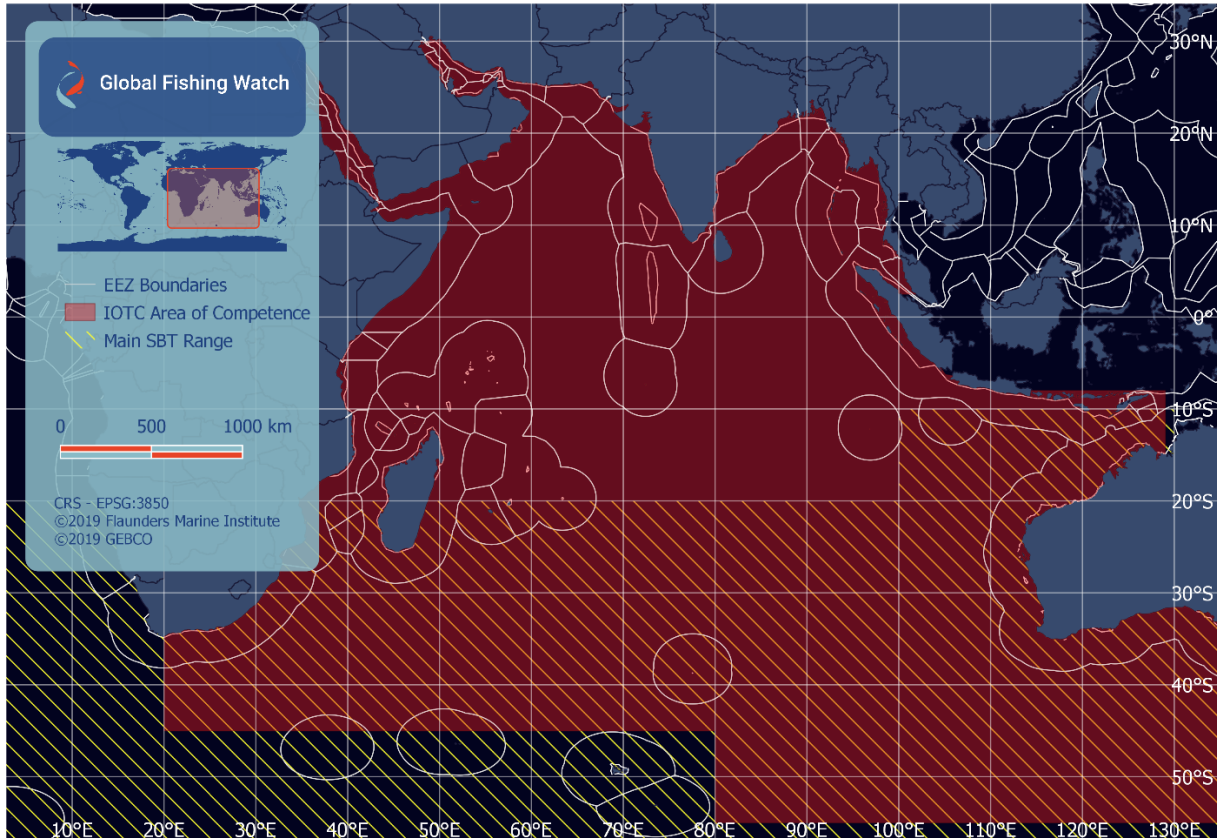 Global Fishing Watch
EEZ Boundaries
IOTC Area of Competence
Main SBT Range
0 500 1000 km
CRS - EPSG:3850
©2019 Flaunders Marine Institute
©2019 GEBCO
30°N
20°N
10°N
0°
10°S
20°S
30°S
40°S
50°S
10°E 20°E 30°E 40°E 50°E 60°E 70°E 80°E 90°E 100°E 110°E 120°E 130°E